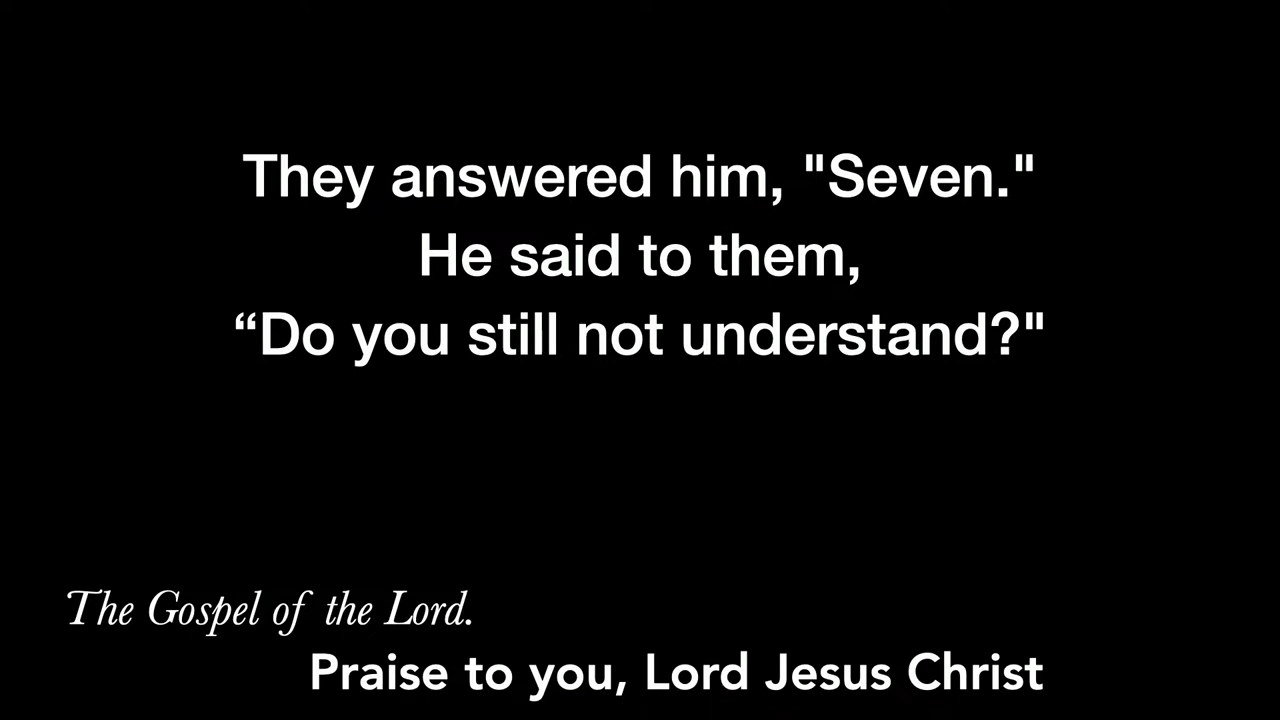 They answered him, "Seven."
He said to them,
“Do you still not understand?"
The Gospel of the Lord.
Praise to you, Lord Jesus Christ